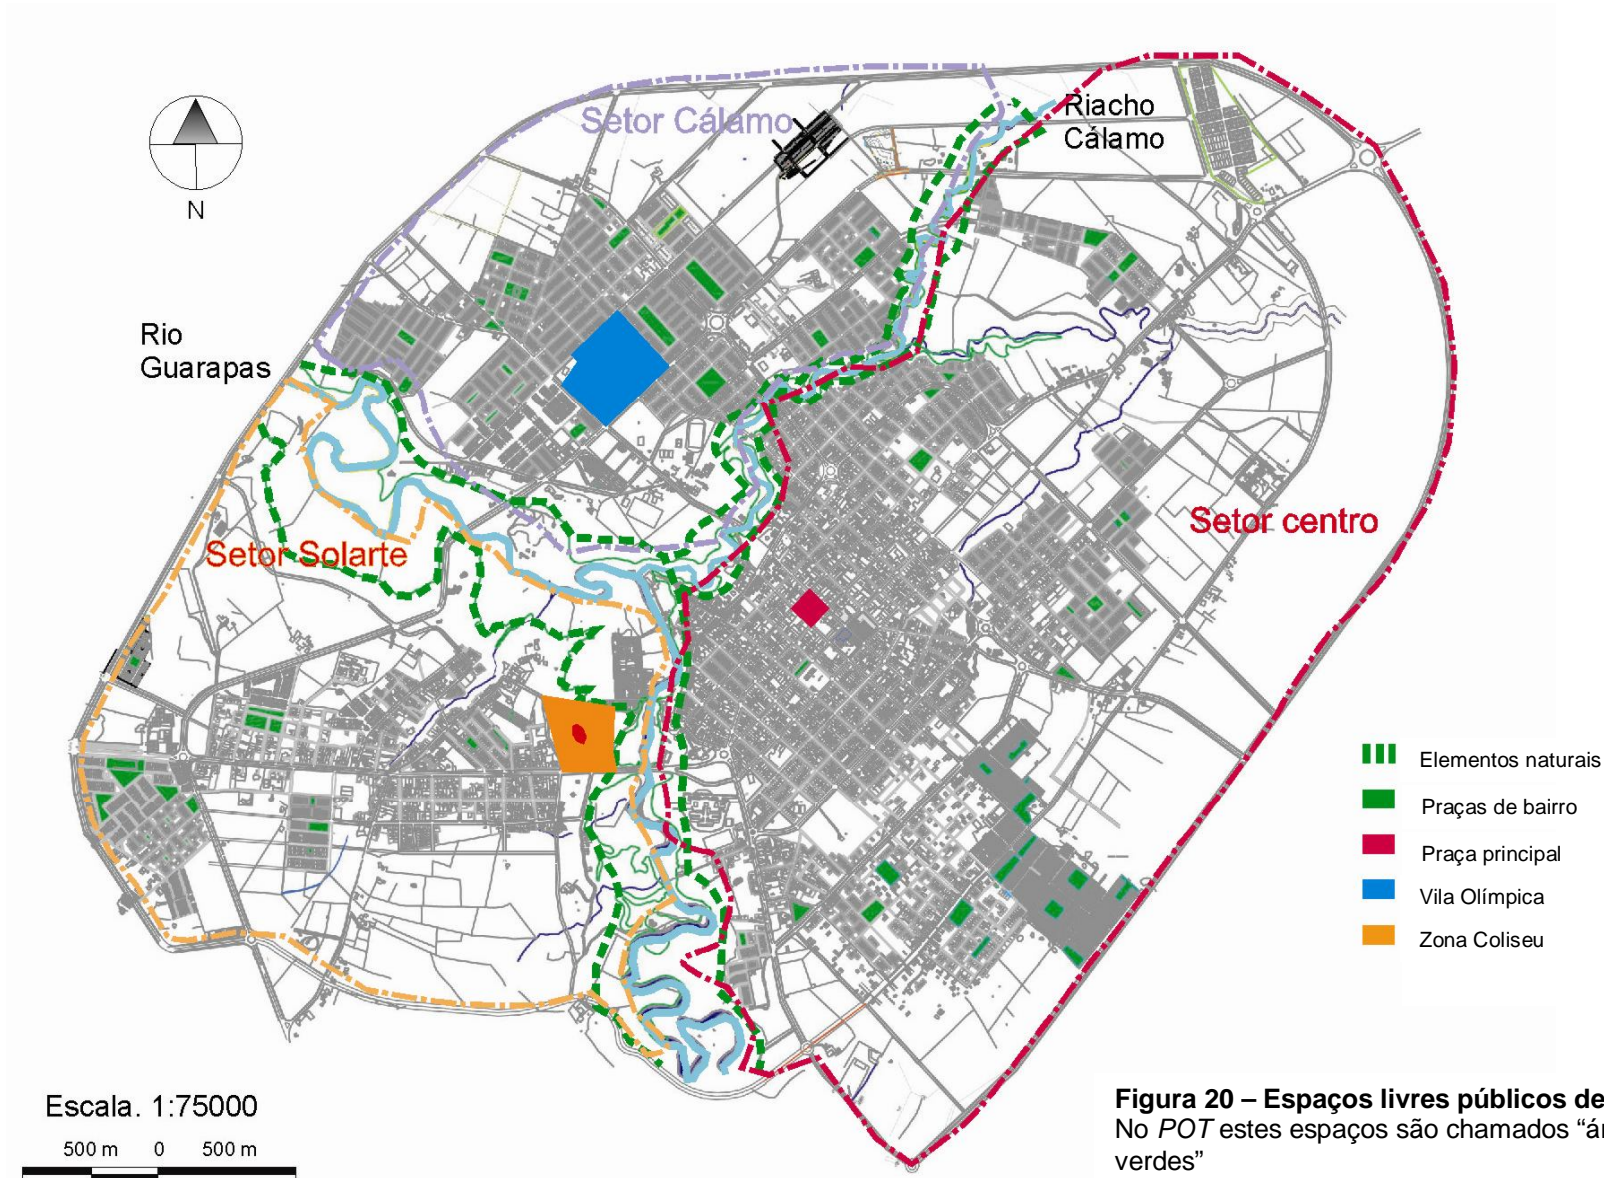 Setor Cálamo
Riacho
Cálamo
N
Rio
Guarapas
Setor centro
Setor Solarte
Elementos naturais
Praças de bairro
Praça principal
Vila Olímpica
Zona Coliseu
Escala. 1:75000
500 m 0 500 m
Figura 20 – Espaços livres públicos de
No POT estes espaços são chamados “ár
verdes”